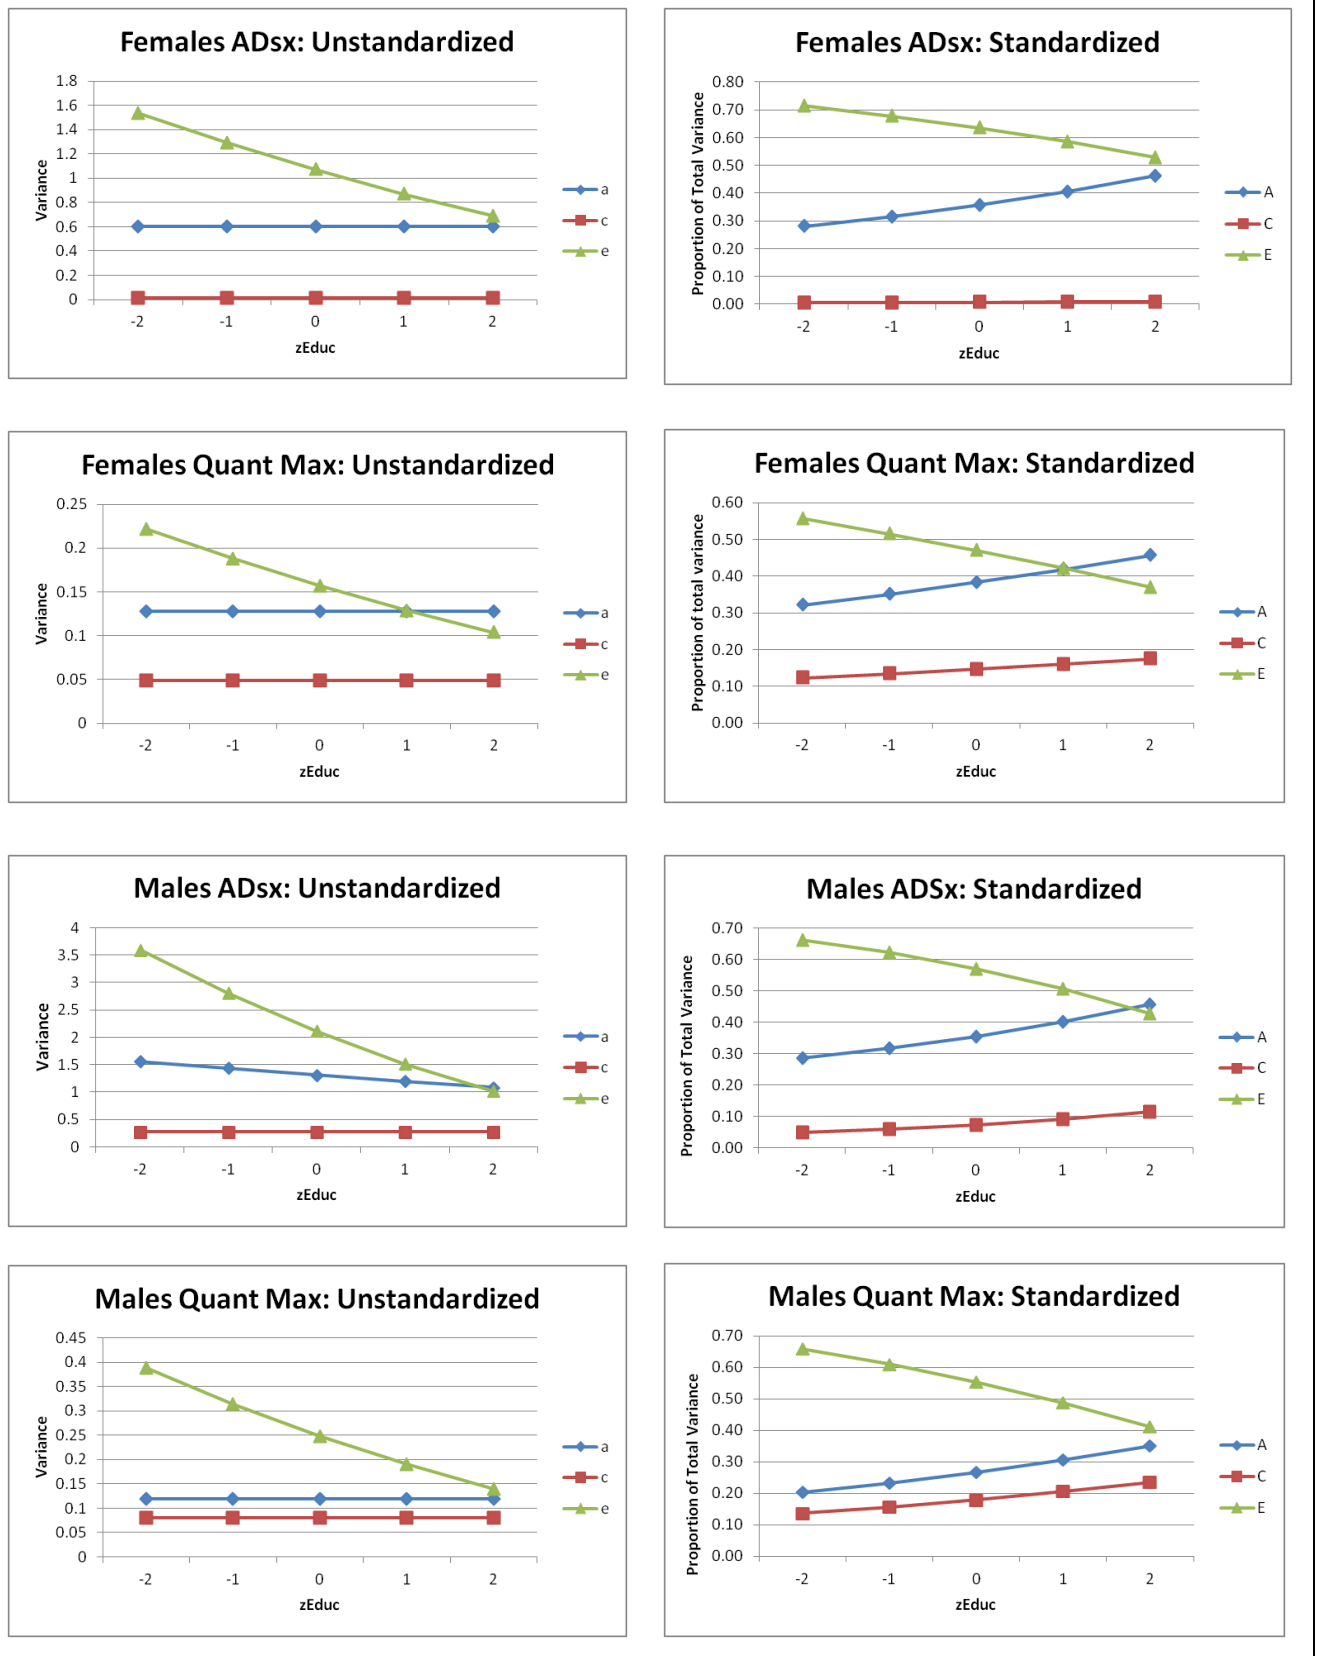 Females ADsx: Unstandardized
1.8
1.6
1.4
1.2
1
0.8
0.6
0.4
0.2
0
Variance
-2 -1 0 1 2
zEduc
a
c
e
Females ADsx: Standardized
0.80
0.70
0.60
0.50
0.40
0.30
0.20
0.10
0.00
Proportion of Total Variance
-2 -1 0 1 2
zEduc
A
C
E
Females Quant Max: Unstandardized
0.25
0.2
0.15
0.1
0.05
0
Variance
-2 -1 0 1 2
zEduc
a
c
e
Females Quant Max: Standardized
0.60
0.50
0.40
0.30
0.20
0.10
0.00
Proportion of total variance
-2 -1 0 1 2
zEduc
A
C
E
Males ADsx: Unstandardized
4
3.5
3
2.5
2
1.5
1
0.5
0
Variance
-2 -1 0 1 2
zEduc
a
c
e
Males ADSx: Standardized
0.70
0.60
0.50
0.40
0.30
0.20
0.10
0.00
Proportion of Total Variance
-2 -1 0 1 2
zEduc
A
C
E
Males Quant Max: Unstandardized
0.45
0.4
0.35
0.3
0.25
0.2
0.15
0.1
0.05
0
Variance
-2 -1 0 1 2
zEduc
a
c
e
Males Quant Max: Standardized
0.70
0.60
0.50
0.40
0.30
0.20
0.10
0.00
Proportion of Total Variance
-2 -1 0 1 2
zEduc
A
C
E